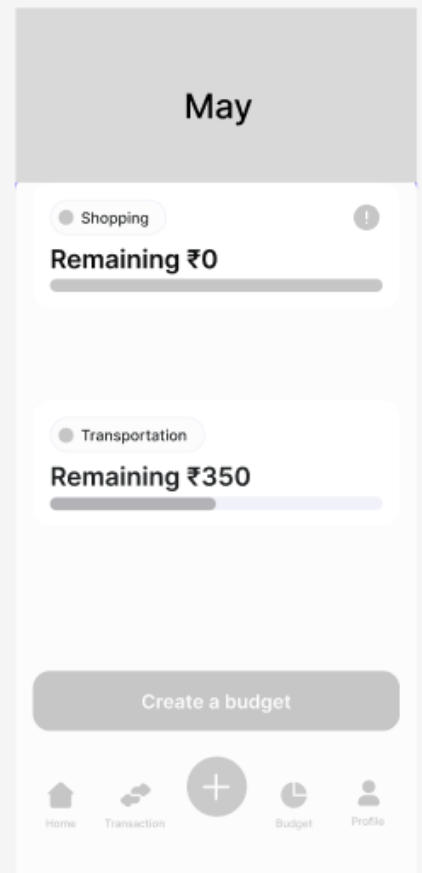 May
Shopping
!
Remaining ₹0
Transportation
Remaining ₹350
Create a budget
Home
Transaction
Budget
Profile